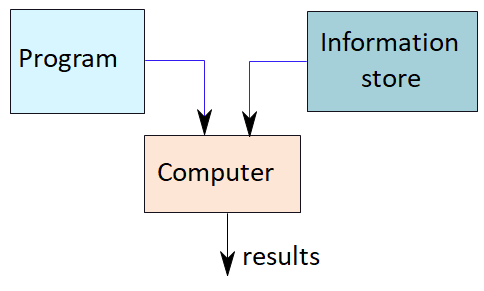 Program
Information
store
Computer
results